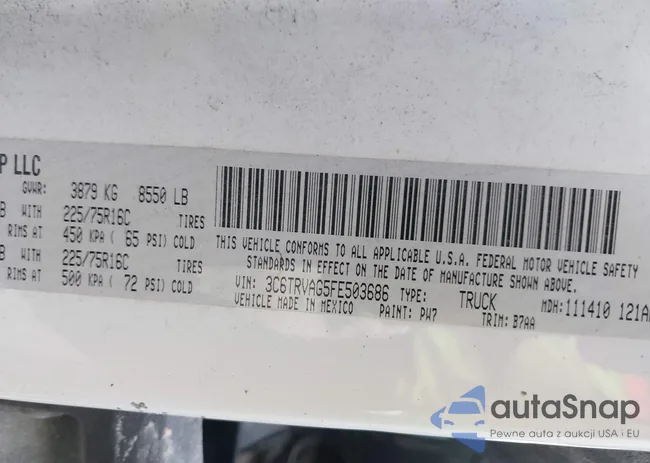 P LLC
GVWR: 3879 KG 8550 LB
B WITH 225/75R16C TIRES
RIMS AT 450 KPA ( 65 PSI) COLD
B WITH 225/75R16C TIRES
RIMS AT 500 KPA ( 72 PSI) COLD
THIS VEHICLE CONFORMS TO ALL APPLICABLE U.S.A. FEDERAL MOTOR VEHICLE SAFETY
STANDARDS IN EFFECT ON THE DATE OF MANUFACTURE SHOWN ABOVE.
VIN: 3C6TRVAG5FE503686 TYPE: TRUCK MDH: 111410 121A
VEHICLE MADE IN MEXICO PAINT: PW7 TRIM: B7AA
autaSnap
Pewne auta z aukcji USA i EU